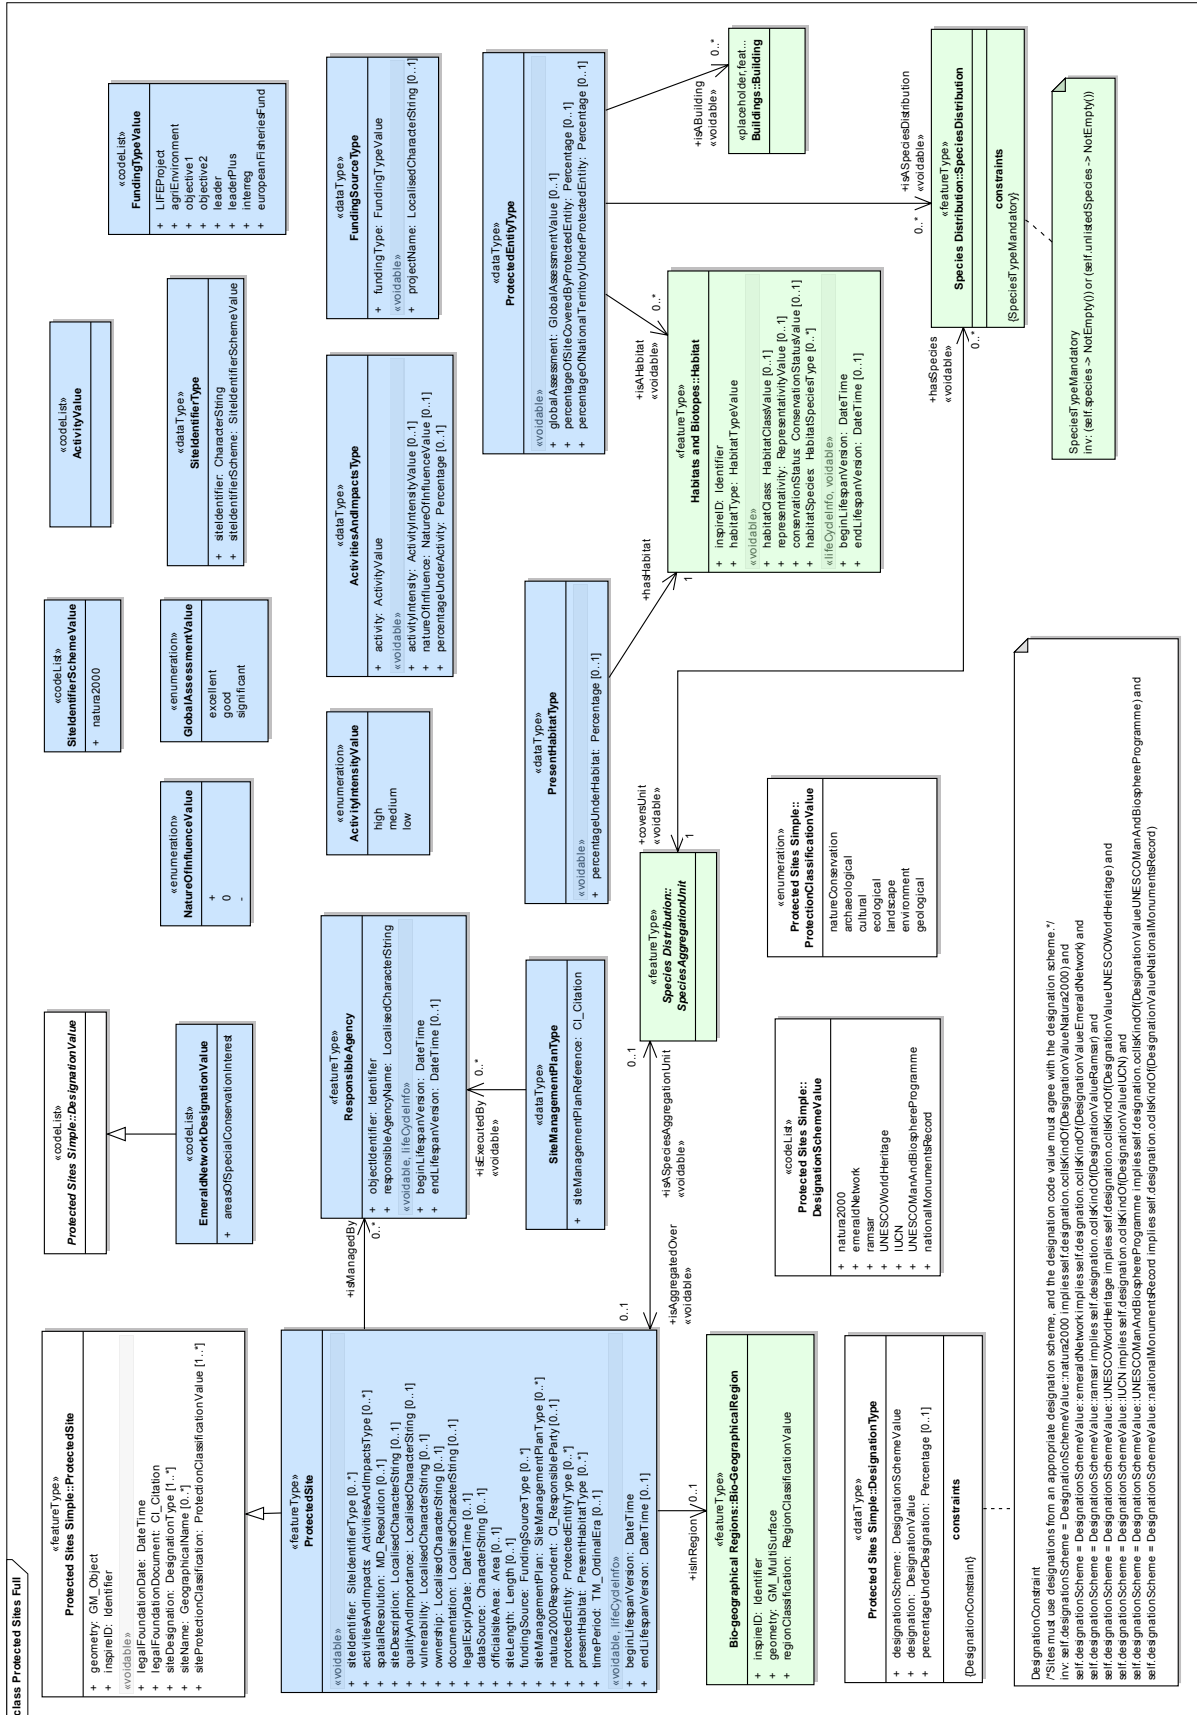 class Protected Sites Full
«featureType»
Protected Sites Simple::ProtectedSite
+ geometry: GM_Object
+ inspireID: Identifier
«voidable»
+ legalFoundationDate: DateTime
+ legalFoundationDocument: CI_Citation
+ siteDesignation: DesignationType [1..*]
+ siteName: GeographicalName [0..*]
+ siteProtectionClassification: ProtectionClassificationValue [1..*]
«codeList»
Protected Sites Simple::DesignationValue
«codeList»
EmeraldNetworkDesignationValue
+ areasOfSpecialConservationInterest
«enumeration»
NatureOfInfluenceValue
+
0
-
«codeList»
SiteIdentifierSchemeValue
+ natura2000
«enumeration»
GlobalAssessmentValue
excellent
good
significant
«codeList»
ActivityValue
«dataType»
SiteIdentifierType
+ siteIdentifier: CharacterString
+ siteIdentifierScheme: SiteIdentifierSchemeValue
«codeList»
FundingTypeValue
+ LIFEProject
+ agriEnvironment
+ objective1
+ objective2
+ leader
+ leaderPlus
+ interreg
+ europeanFisheriesFund
«featureType»
ProtectedSite
«voidable»
+ siteIdentifier: SiteIdentifierType [0..*]
+ activitiesAndImpacts: ActivitiesAndImpactsType [0..*]
+ spatialResolution: MD_Resolution [0..1]
+ siteDescription: LocalisedCharacterString [0..1]
+ qualityAndImportance: LocalisedCharacterString [0..1]
+ vulnerability: LocalisedCharacterString [0..1]
+ ownership: LocalisedCharacterString [0..1]
+ documentation: LocalisedCharacterString [0..1]
+ legalExpiryDate: DateTime [0..1]
+ dataSource: CharacterString [0..1]
+ officialsiteArea: Area [0..1]
+ siteLength: Length [0..1]
+ fundingSource: FundingSourceType [0..*]
+ siteManagementPlan: SiteManagementPlanType [0..*]
+ natura2000Respondent: CI_ResponsibleParty [0..1]
+ protectedEntity: ProtectedEntityType [0..*]
+ presentHabitat: PresentHabitatType [0..*]
+ timePeriod: TM_OrdinalEra [0..1]
«voidable, lifeCycleInfo»
+ beginLifespanVersion: DateTime
+ endLifespanVersion: DateTime [0..1]
+isManagedBy
0..*
«featureType»
ResponsibleAgency
+ objectIdentifier: Identifier
+ responsibleAgencyName: LocalisedCharacterString
«voidable, lifeCycleInfo»
+ beginLifespanVersion: DateTime
+ endLifespanVersion: DateTime [0..1]
+isExecutedBy
«voidable»
0..*
«dataType»
SiteManagementPlanType
+ siteManagementPlanReference: CI_Citation
«enumeration»
ActivityIntensityValue
high
medium
low
«dataType»
ActivitiesAndImpactsType
+ activity: ActivityValue
«voidable»
+ activityIntensity: ActivityIntensityValue [0..1]
+ natureOfInfluence: NatureOfInfluenceValue [0..1]
+ percentageUnderActivity: Percentage [0..1]
«dataType»
FundingSourceType
+ fundingType: FundingTypeValue
«voidable»
+ projectName: LocalisedCharacterString [0..1]
«dataType»
PresentHabitatType
«voidable»
+ percentageUnderHabitat: Percentage [0..1]
«dataType»
ProtectedEntityType
«voidable»
+ globalAssessment: GlobalAssessmentValue [0..1]
+ percentageOfSiteCoveredByProtectedEntity: Percentage [0..1]
+ percentageOfNationalTerritoryUnderProtectedEntity: Percentage [0..1]
+hasHabitat
1
+isAHabitat
«voidable»
0..*
+isABuilding
«voidable»
0..*
«featureType»
Habitats and Biotopes::Habitat
+ inspireID: Identifier
+ habitatType: HabitatTypeValue
«voidable»
+ habitatClass: HabitatClassValue [0..1]
+ representativity: RepresentativityValue [0..1]
+ conservationStatus: ConservationStatusValue [0..1]
+ habitatSpecies: HabitatSpeciesType [0..*]
«lifeCycleInfo, voidable»
+ beginLifespanVersion: DateTime
+ endLifespanVersion: DateTime [0..1]
«placeholder,feat...
Buildings::Building
+isASpeciesDistribution
«voidable»
0..*
«featureType»
Species Distribution::SpeciesDistribution
constraints
{SpeciesTypeMandatory}
+hasSpecies
«voidable»
0..*
SpeciesTypeMandatory
inv: (self.species -> NotEmpty()) or (self.unlistedSpecies -> NotEmpty())
+coversUnit
«voidable»
1
«featureType»
Species Distribution::
SpeciesAggregationUnit
0..1
+isASpeciesAggregationUnit
«voidable»
0..1
+isAggregatedOver
«voidable»
+isInRegion
0..1
«featureType»
Bio-geographical Regions::Bio-GeographicalRegion
+ inspireID: Identifier
+ geometry: GM_MultiSurface
+ regionClassification: RegionClassificationValue
«codeList»
Protected Sites Simple::
DesignationSchemeValue
+ natura2000
+ emeraldNetwork
+ ramsar
+ UNESCOWorldHeritage
+ IUCN
+ UNESCOManAndBiosphereProgramme
+ nationalMonumentsRecord
«enumeration»
Protected Sites Simple::
ProtectionClassificationValue
natureConservation
archaeological
cultural
ecological
landscape
environment
geological
«dataType»
Protected Sites Simple::DesignationType
+ designationScheme: DesignationSchemeValue
+ designation: DesignationValue
+ percentageUnderDesignation: Percentage [0..1]
constraints
{DesignationConstraint}
DesignationConstraint
/*Sites must use designations from an appropriate designation scheme, and the designation code value must agree with the designation scheme.*/
inv: self.designationScheme = DesignationSchemeValue::natura2000 implies self.designation.oclIsKindOf(DesignationValueNatura2000) and
self.designationScheme = DesignationSchemeValue::emeraldNetwork implies self.designation.oclIsKindOf(DesignationValueEmeraldNetwork) and
self.designationScheme = DesignationSchemeValue::ramsar implies self.designation.oclIsKindOf(DesignationValueRamsar) and
self.designationScheme = DesignationSchemeValue::UNESCOWorldHeritage implies self.designation.oclIsKindOf(DesignationValueUNESCOWorldHeritage) and
self.designationScheme = DesignationSchemeValue::IUCN implies self.designation.oclIsKindOf(DesignationValueIUCN) and
self.designationScheme = DesignationSchemeValue::UNESCOManAndBiosphereProgramme implies self.designation.oclIsKindOf(DesignationValueUNESCOManAndBiosphereProgramme) and
self.designationScheme = DesignationSchemeValue::nationalMonumentsRecord implies self.designation.oclIsKindOf(DesignationValueNationalMonumentsRecord)